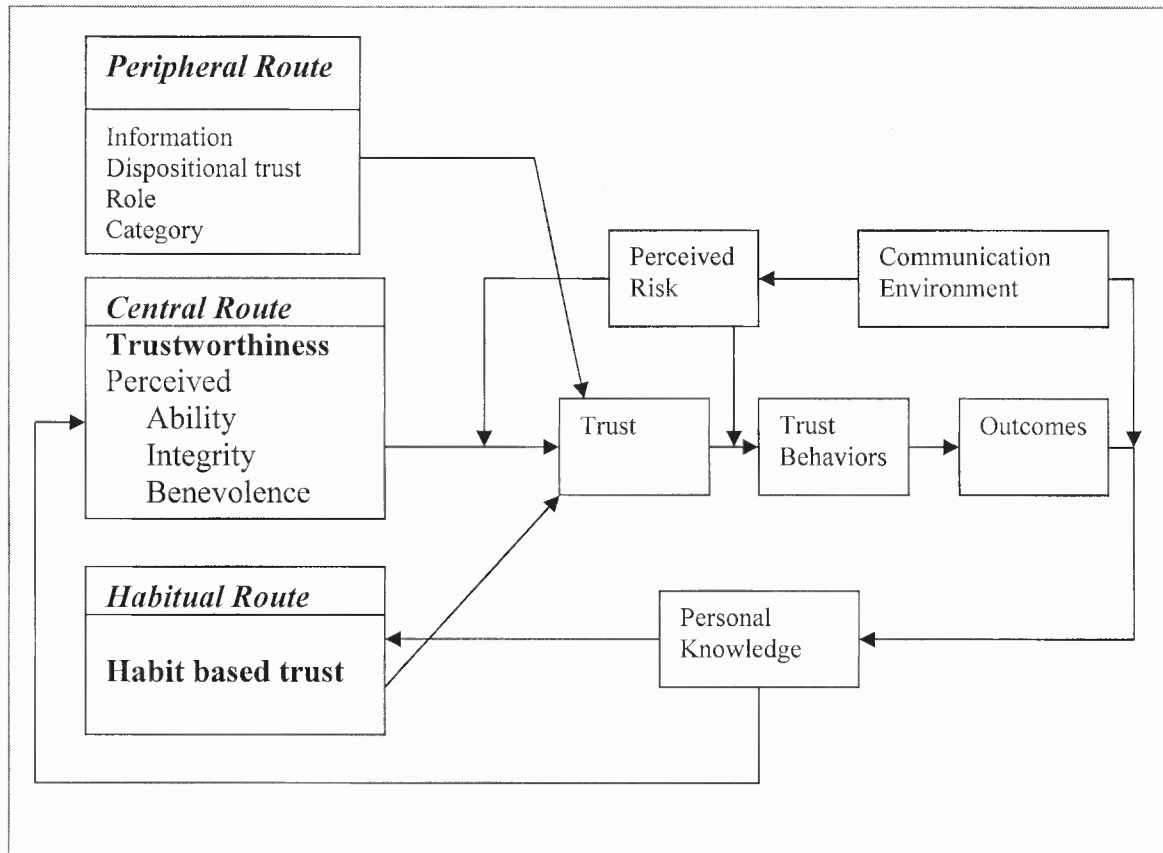 Peripheral Route
Information
Dispositional trust
Role
Category
Central Route
Trustworthiness
Perceived
Ability
Integrity
Benevolence
Habitual Route
Habit based trust
Perceived
Risk
Communication
Environment
Trust
Trust
Behaviors
Outcomes
Personal
Knowledge